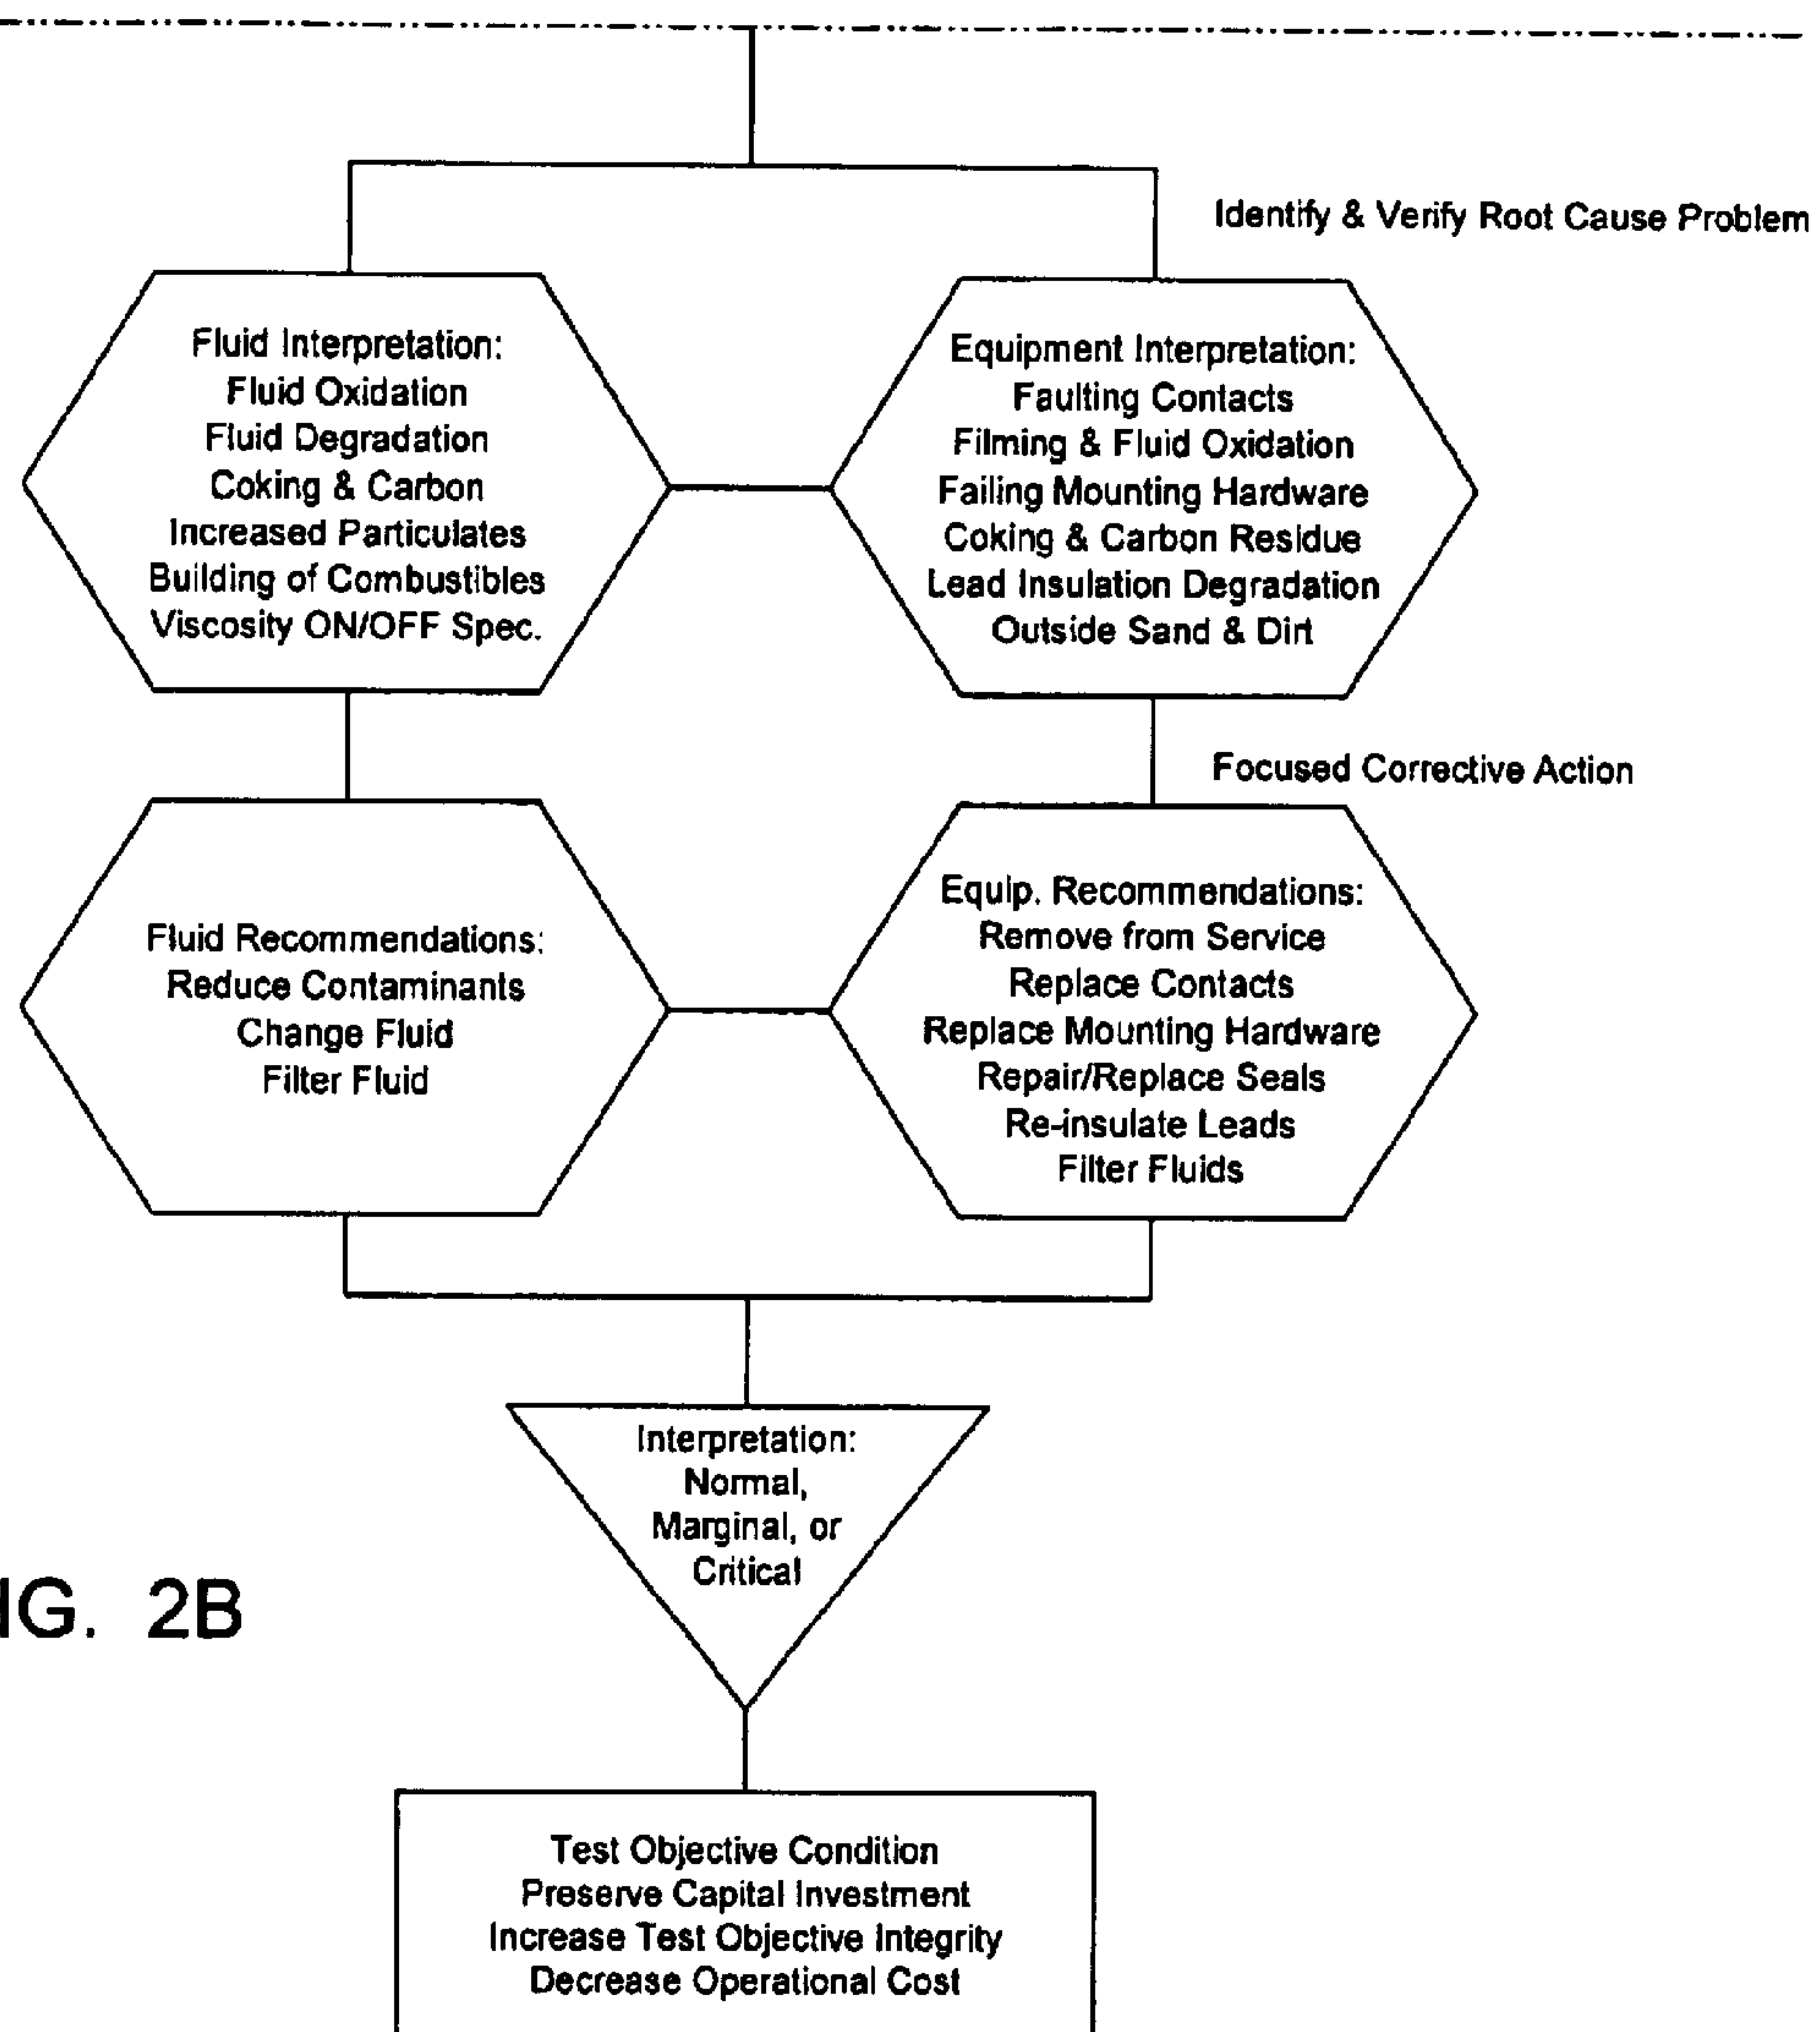 Identify & Verify Root Cause Problem
Fluid Interpretation:
Fluid Oxidation
Fluid Degradation
Coking & Carbon
Increased Particulates
Building of Combustibles
Viscosity ON/OFF Spec.
Equipment Interpretation:
Faulting Contacts
Filming & Fluid Oxidation
Failing Mounting Hardware
Coking & Carbon Residue
Lead Insulation Degradation
Outside Sand & Dirt
Focused Corrective Action
Fluid Recommendations:
Reduce Contaminants
Change Fluid
Filter Fluid
Equip. Recommendations:
Remove from Service
Replace Contacts
Replace Mounting Hardware
Repair/Replace Seals
Re-insulate Leads
Filter Fluids
Interpretation:
Normal,
Marginal, or
Critical
IG. 2B
Test Objective Condition
Preserve Capital Investment
Increase Test Objective Integrity
Decrease Operational Cost